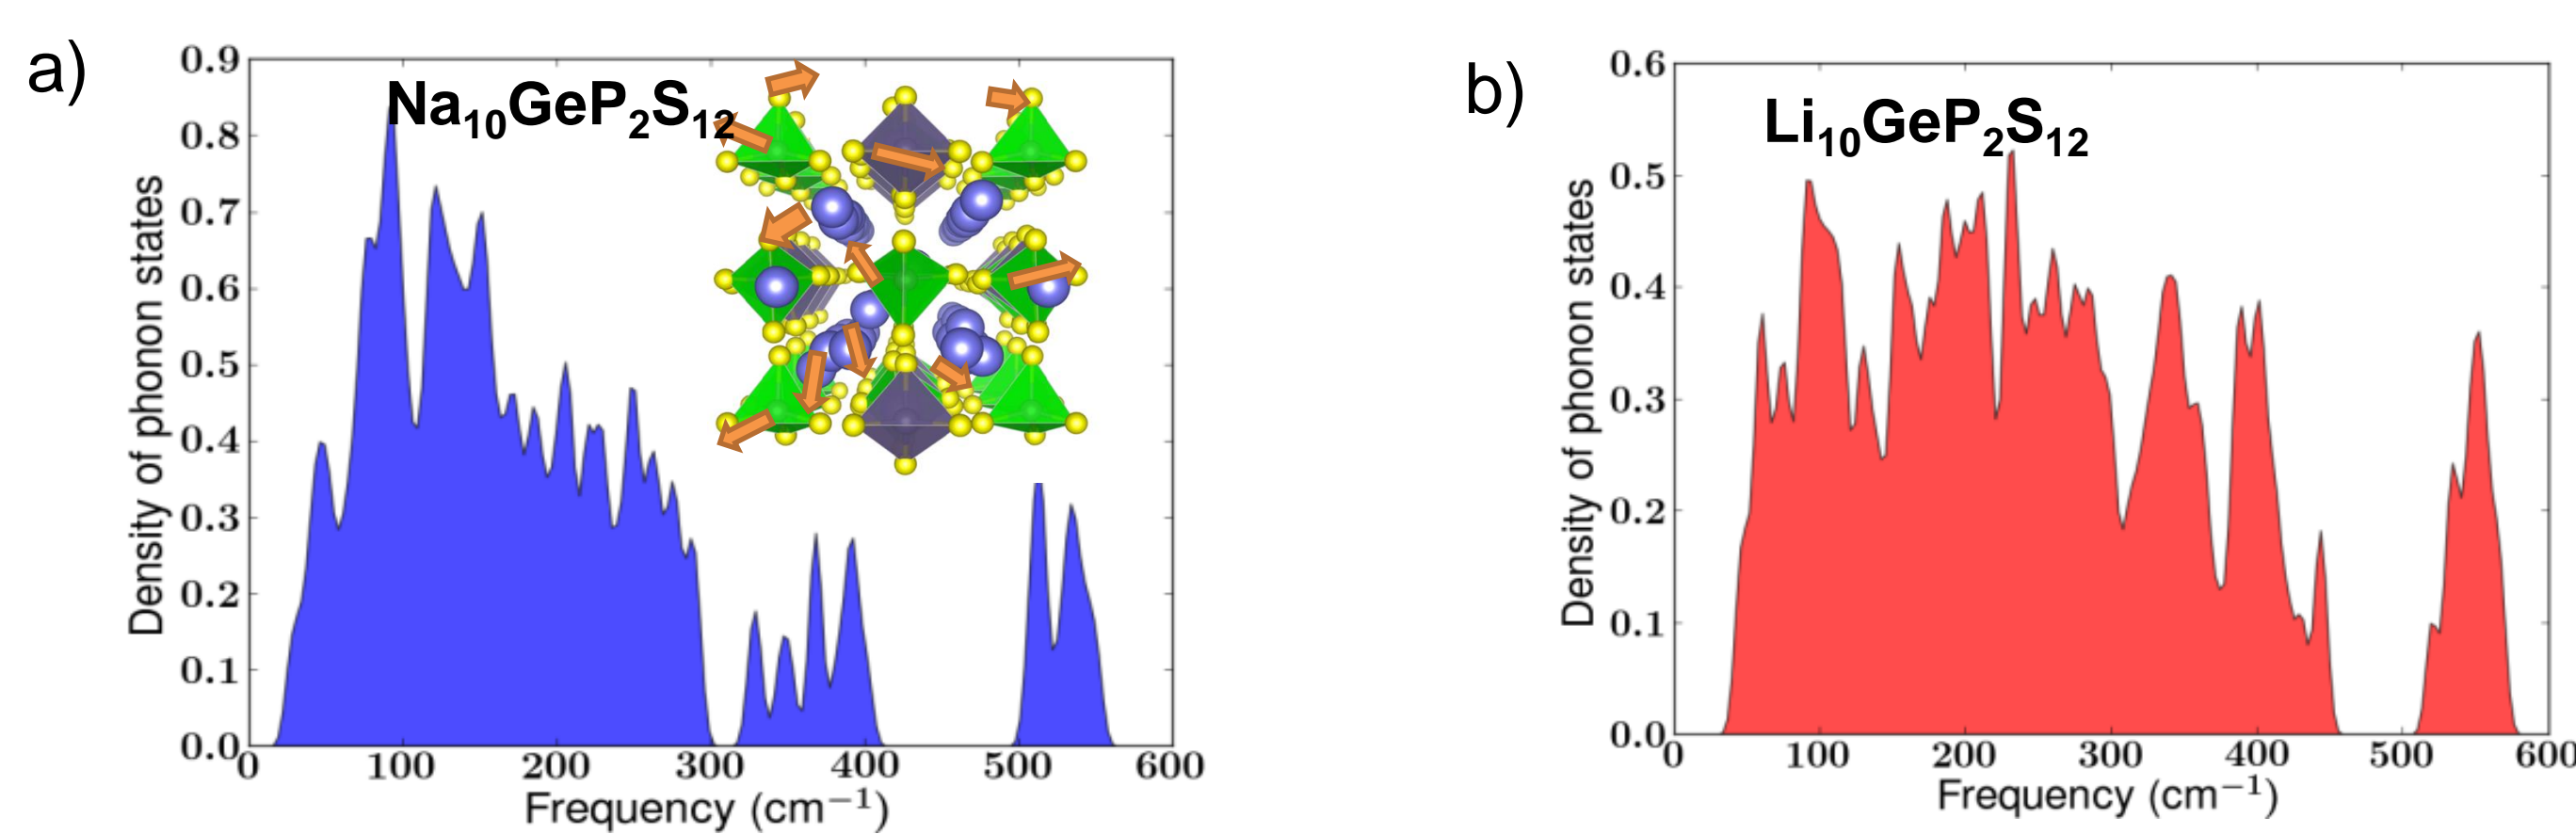 a)
Na10GeP2S12
Density of phonon states
0.9
0.8
0.7
0.6
0.5
0.4
0.3
0.2
0.1
0.0
0 100 200 300 400 500 600
Frequency (cm−1)
b)
Li10GeP2S12
Density of phonon states
0.6
0.5
0.4
0.3
0.2
0.1
0.0
0 100 200 300 400 500 600
Frequency (cm−1)